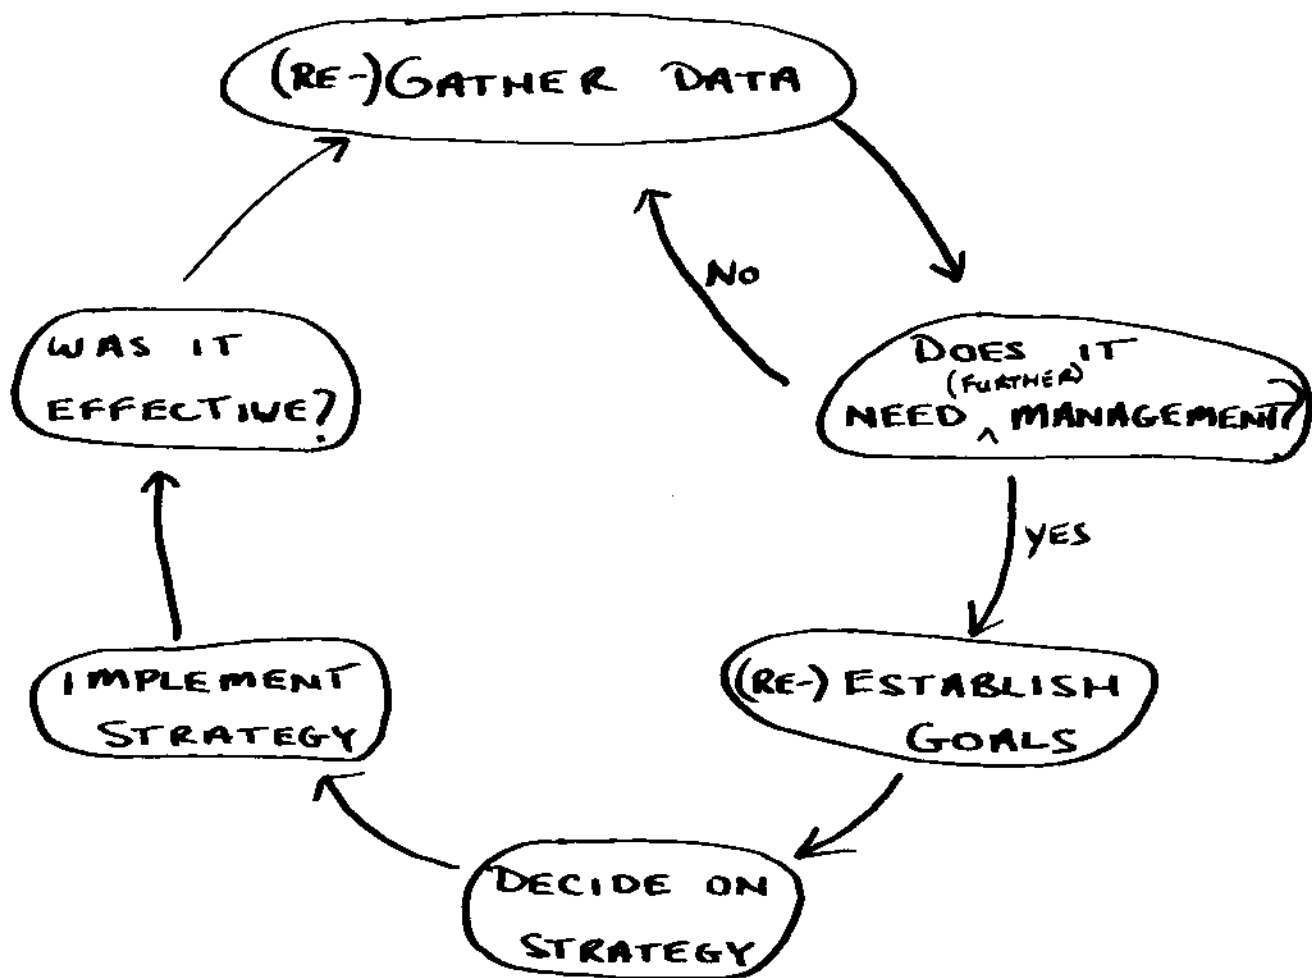 (RE-) GATHER DATA
NO
WAS IT
EFFECTIVE?
DOES IT
(FURTHER)
NEED ^ MANAGEMENT?
YES
IMPLEMENT
STRATEGY
(RE-) ESTABLISH
GOALS
DECIDE ON
STRATEGY